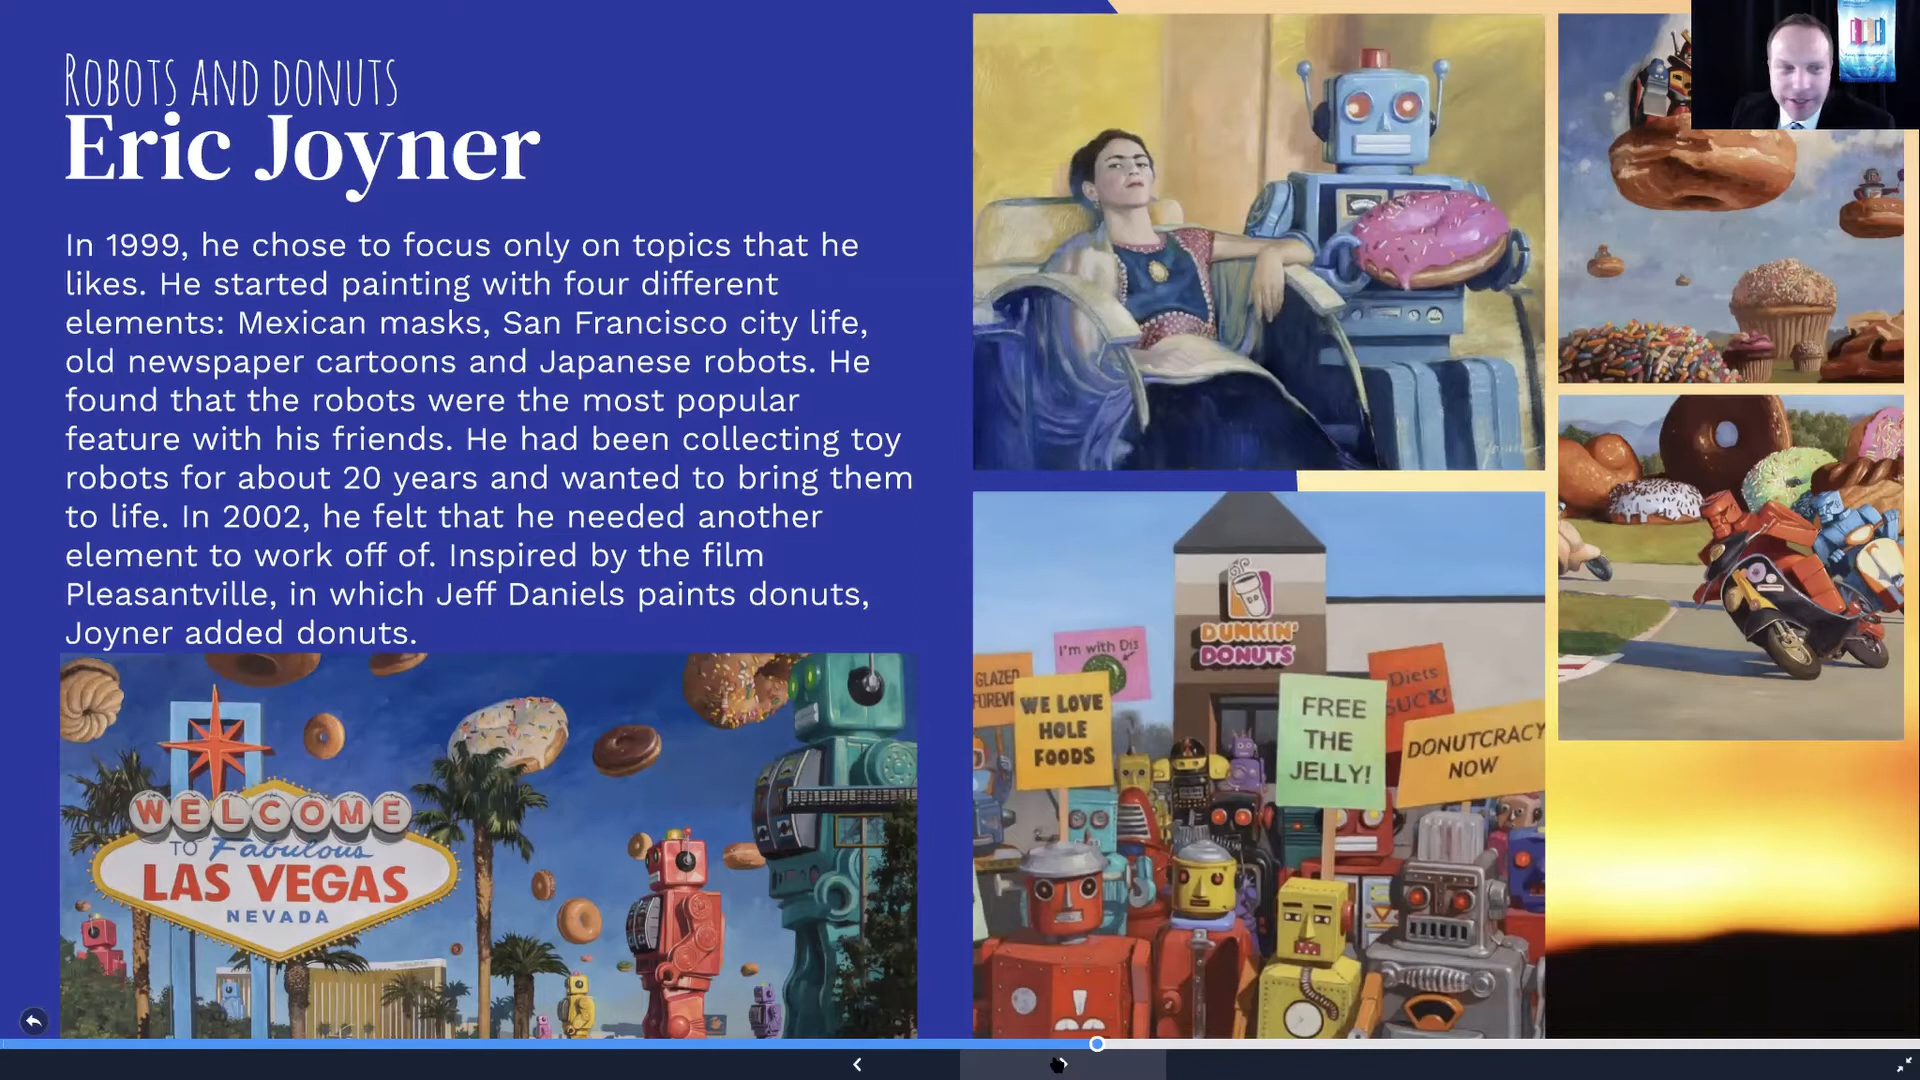 ROBOTS AND DONUTS
Eric Joyner
In 1999, he chose to focus only on topics that he
likes. He started painting with four different
elements: Mexican masks, San Francisco city life,
old newspaper cartoons and Japanese robots. He
found that the robots were the most popular
feature with his friends. He had been collecting toy
robots for about 20 years and wanted to bring them
to life. In 2002, he felt that he needed another
element to work off of. Inspired by the film
Pleasantville, in which Jeff Daniels paints donuts,
Joyner added donuts.
WELCOME
TO Fabulous
LAS VEGAS
NEVADA
DUNKIN'
DONUTS
I'm with Dis
GLAZED
WE LOVE
HOLE
FOODS
FREE
THE
JELLY!
Diets
SUCK!
DONUTCRACY
NOW